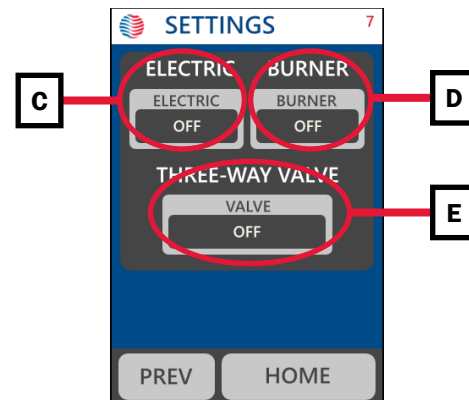 SETTINGS 7
ELECTRIC BURNER
C ELECTRIC BURNER D
OFF OFF
THREE-WAY VALVE
VALVE E
OFF
PREV HOME